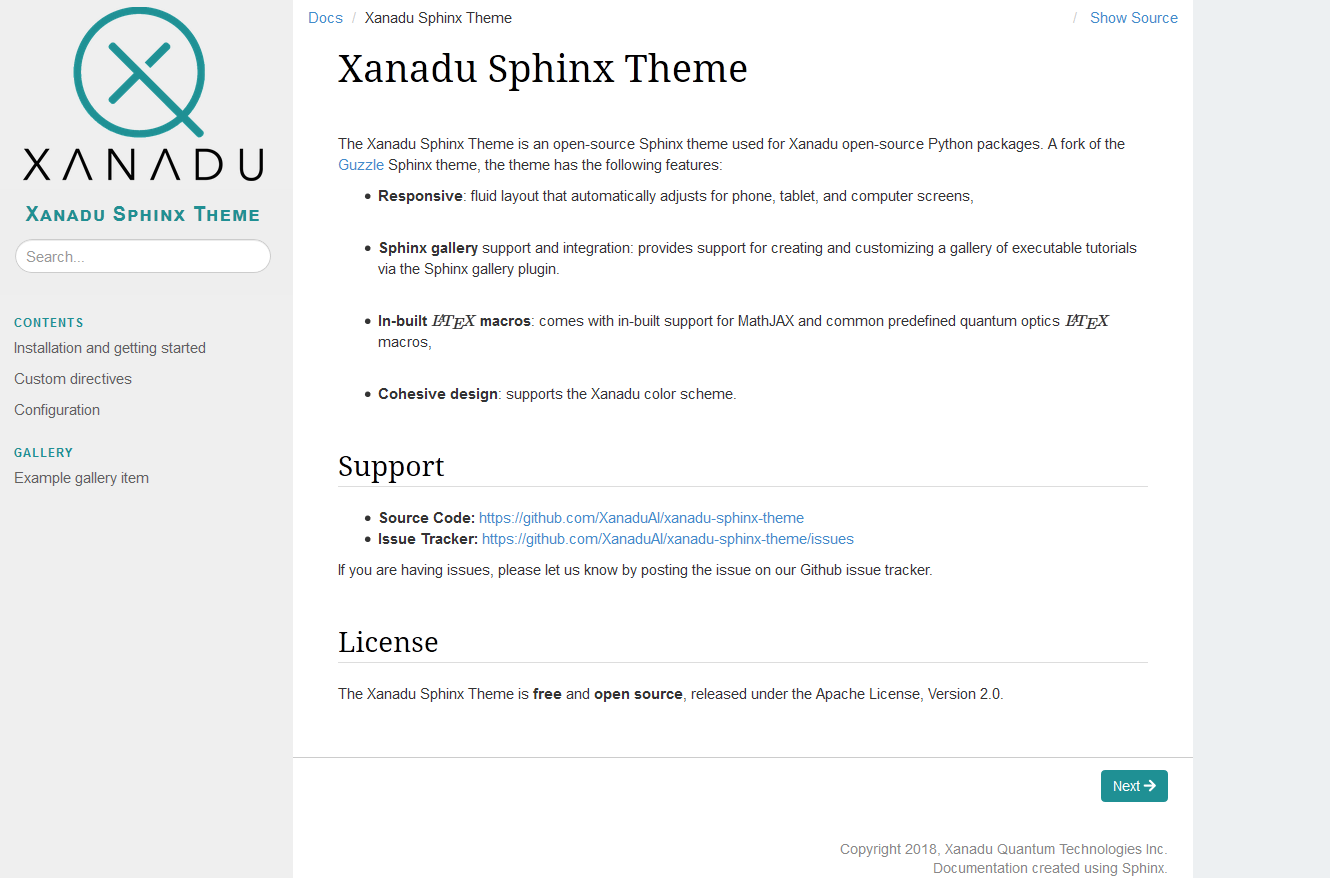 XANADU
Xanadu Sphinx Theme
Search...
CONTENTS
Installation and getting started
Custom directives
Configuration
GALLERY
Example gallery item
Docs / Xanadu Sphinx Theme
/ Show Source
Xanadu Sphinx Theme
The Xanadu Sphinx Theme is an open-source Sphinx theme used for Xanadu open-source Python packages. A fork of the
Guzzle Sphinx theme, the theme has the following features:
• Responsive: fluid layout that automatically adjusts for phone, tablet, and computer screens,
• Sphinx gallery support and integration: provides support for creating and customizing a gallery of executable tutorials
via the Sphinx gallery plugin.
• In-built LATEX macros: comes with in-built support for MathJAX and common predefined quantum optics LATEX
macros,
• Cohesive design: supports the Xanadu color scheme.
Support
• Source Code: https://github.com/XanaduAI/xanadu-sphinx-theme
• Issue Tracker: https://github.com/XanaduAI/xanadu-sphinx-theme/issues
If you are having issues, please let us know by posting the issue on our Github issue tracker.
License
The Xanadu Sphinx Theme is free and open source, released under the Apache License, Version 2.0.
Next →
Copyright 2018, Xanadu Quantum Technologies Inc.
Documentation created using Sphinx.